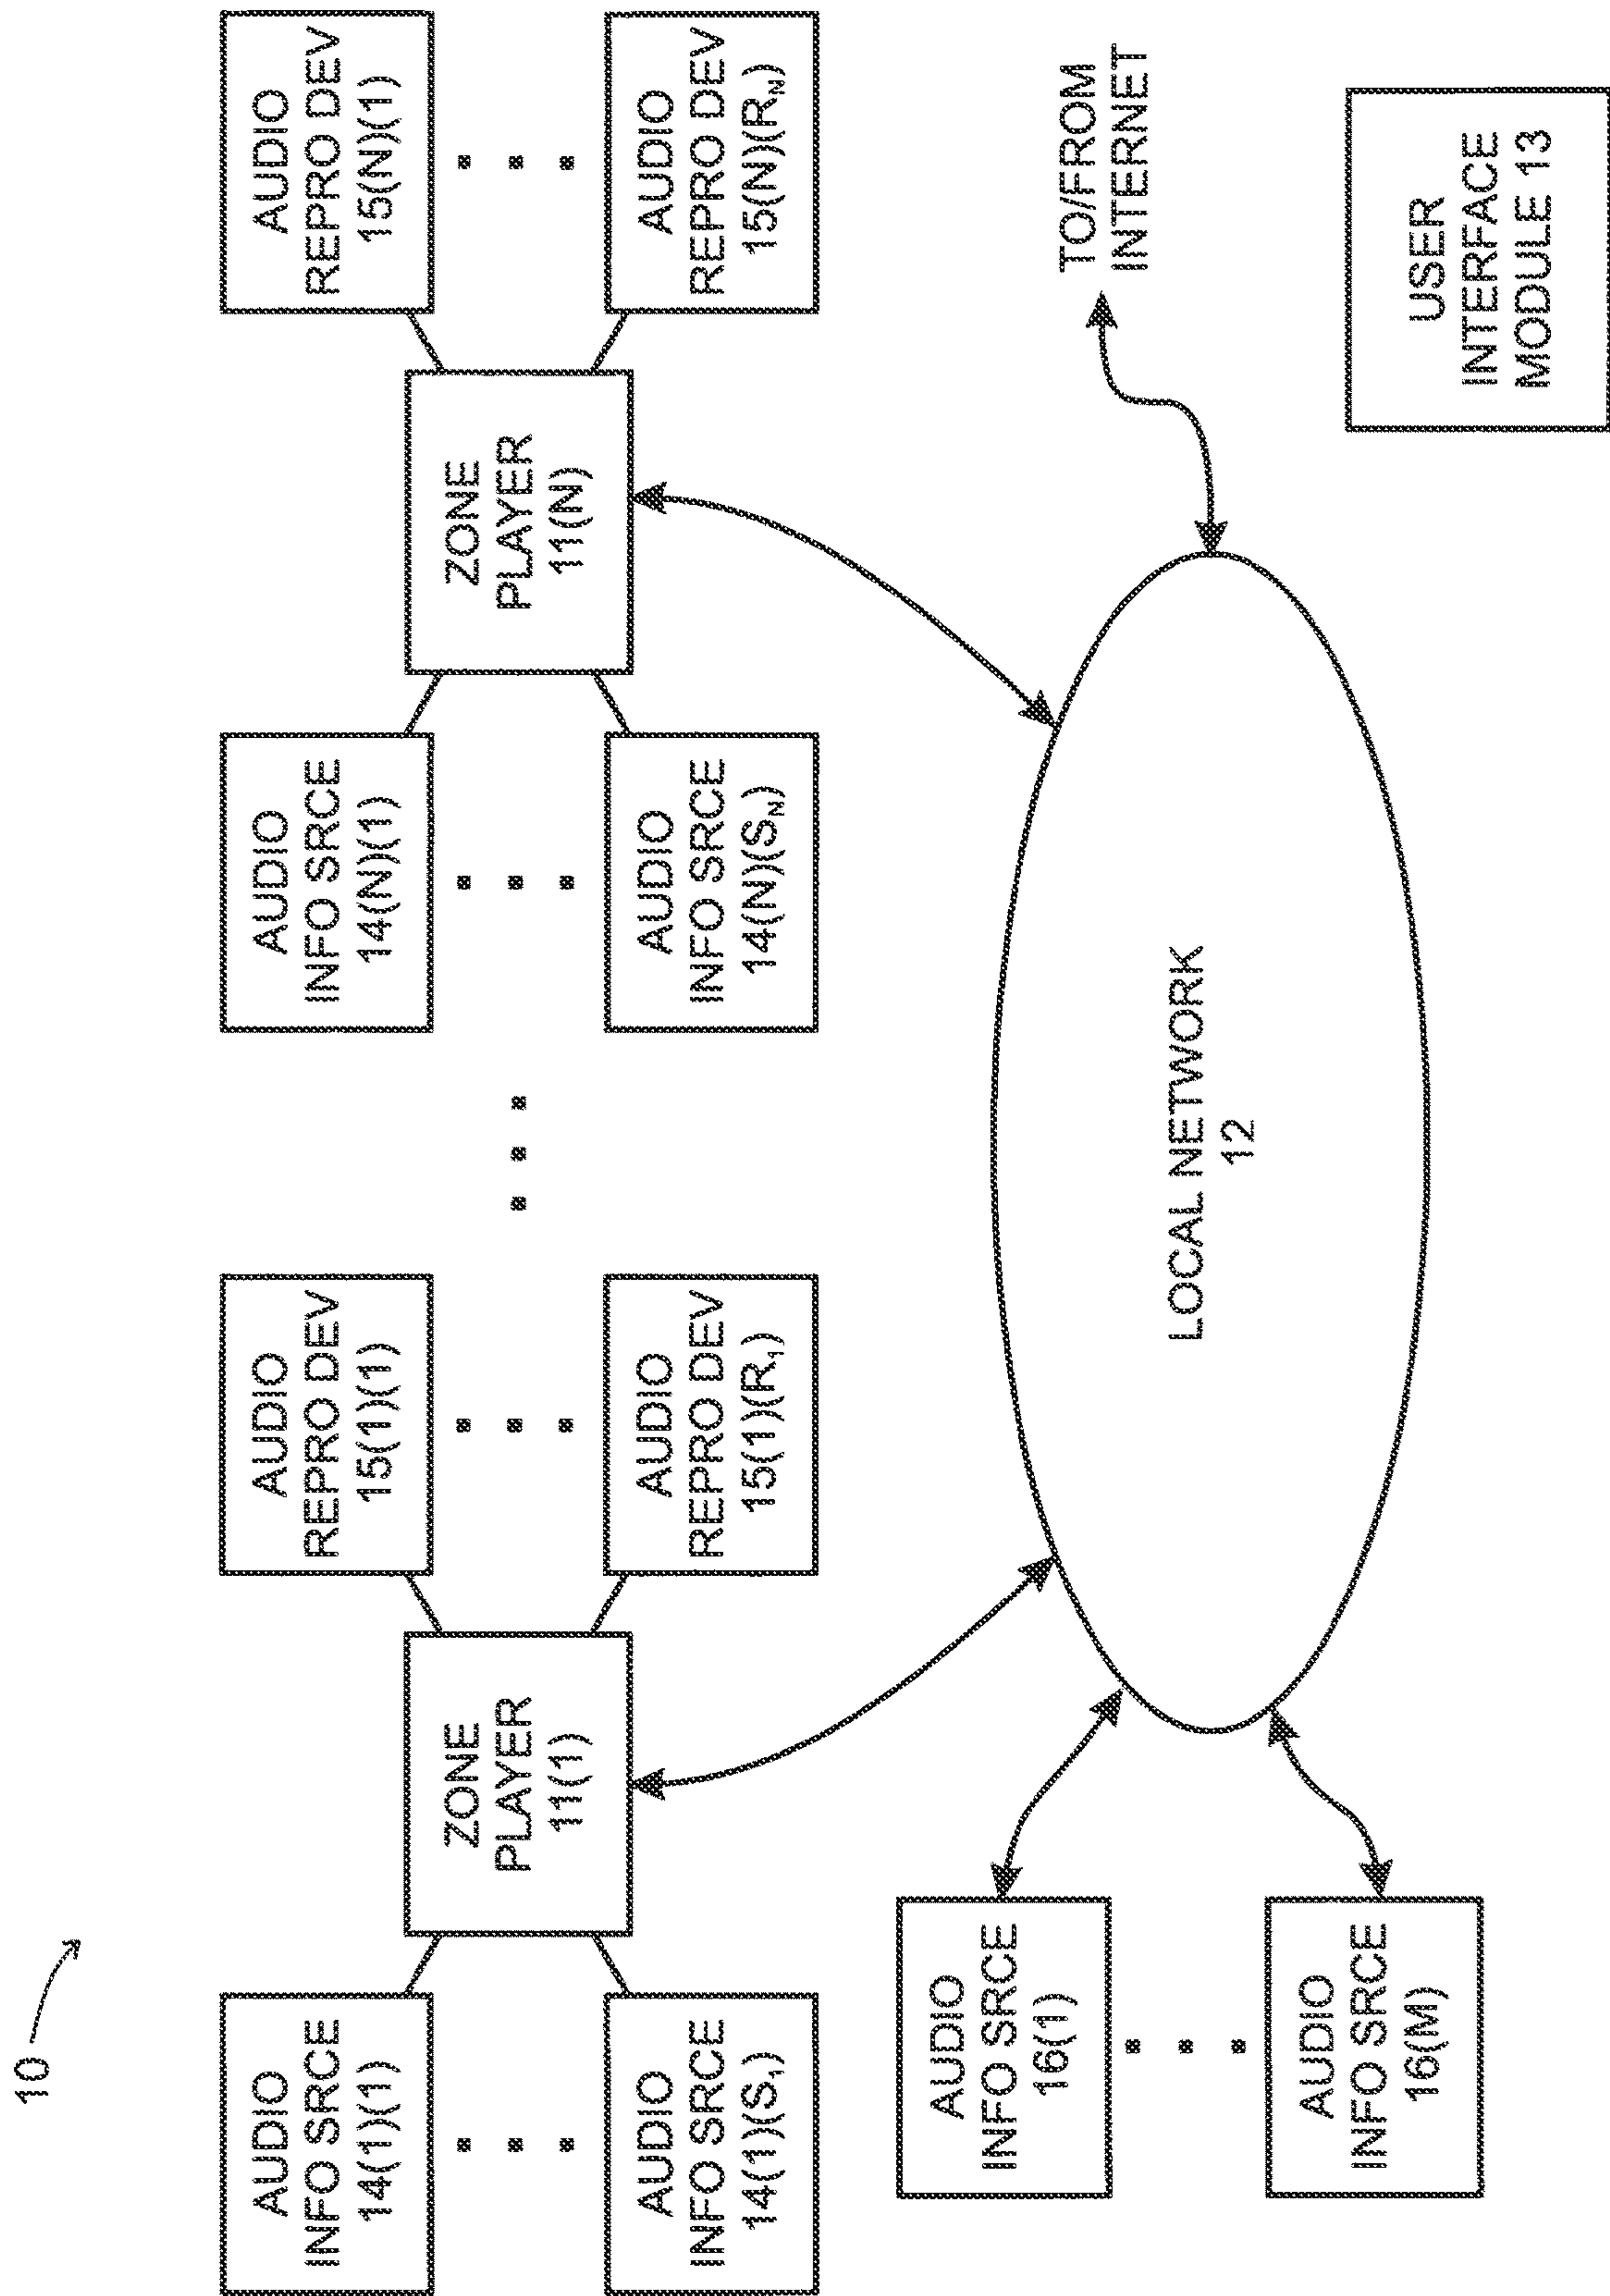 10
AUDIO
INFO SRCE
14(1)(1)
AUDIO
INFO SRCE
14(1)(S₁)
ZONE
PLAYER
11(1)
AUDIO
REPRO DEV
15(1)(1)
AUDIO
REPRO DEV
15(1)(R₁)
AUDIO
INFO SRCE
14(N)(1)
AUDIO
INFO SRCE
14(N)(S_N)
ZONE
PLAYER
11(N)
AUDIO
REPRO DEV
15(N)(1)
AUDIO
REPRO DEV
15(N)(R_N)
AUDIO
INFO SRCE
16(1)
AUDIO
INFO SRCE
16(M)
LOCAL NETWORK
12
TO/FROM
INTERNET
USER
INTERFACE
MODULE 13